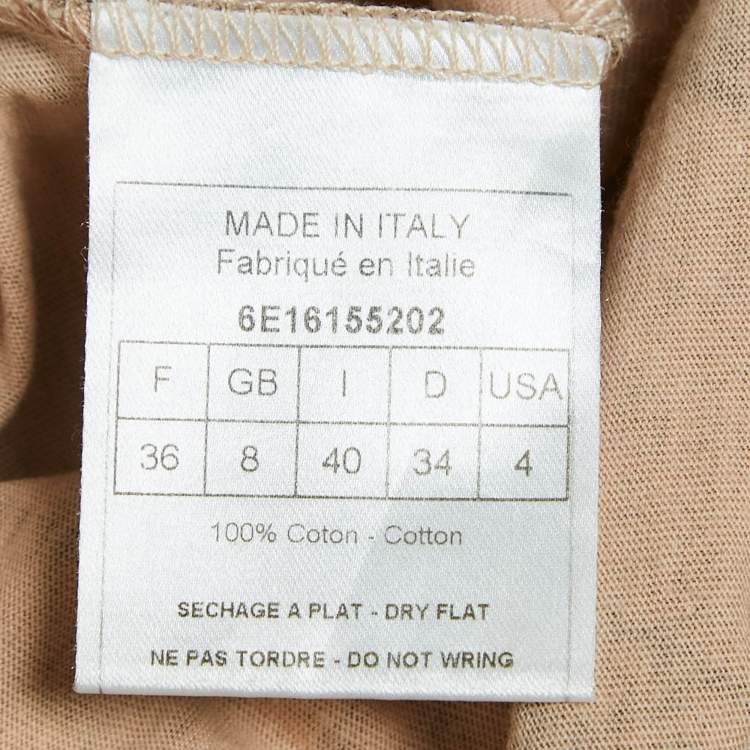 MADE IN ITALY
Fabriqué en Italie
6E16155202
F GB I D USA
36 8 40 34 4
100% Coton - Cotton
SECHAGE A PLAT - DRY FLAT
NE PAS TORDRE - DO NOT WRING